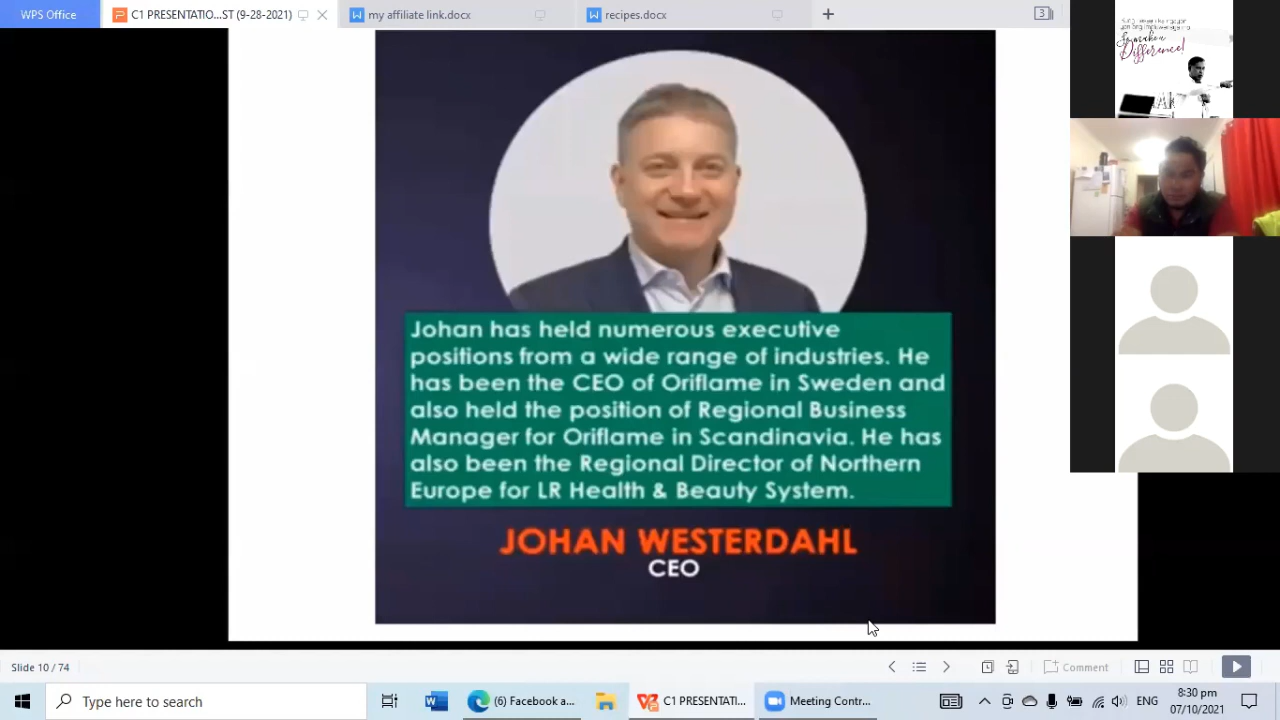 WPS Office
C1 PRESENTATIO...ST (9-28-2021)
my affiliate link.docx
recipes.docx
3
Difference!
Johan has held numerous executive
positions from a wide range of industries. He
has been the CEO of Oriflame in Sweden and
also held the position of Regional Business
Manager for Oriflame in Scandinavia. He has
also been the Regional Director of Northern
Europe for LR Health & Beauty System.
JOHAN WESTERDAHL
CEO
Slide 10 / 74
Comment
Type here to search
(6) Facebook a...
C1 PRESENTATI...
Meeting Contr...
ENG
8:30 pm
07/10/2021